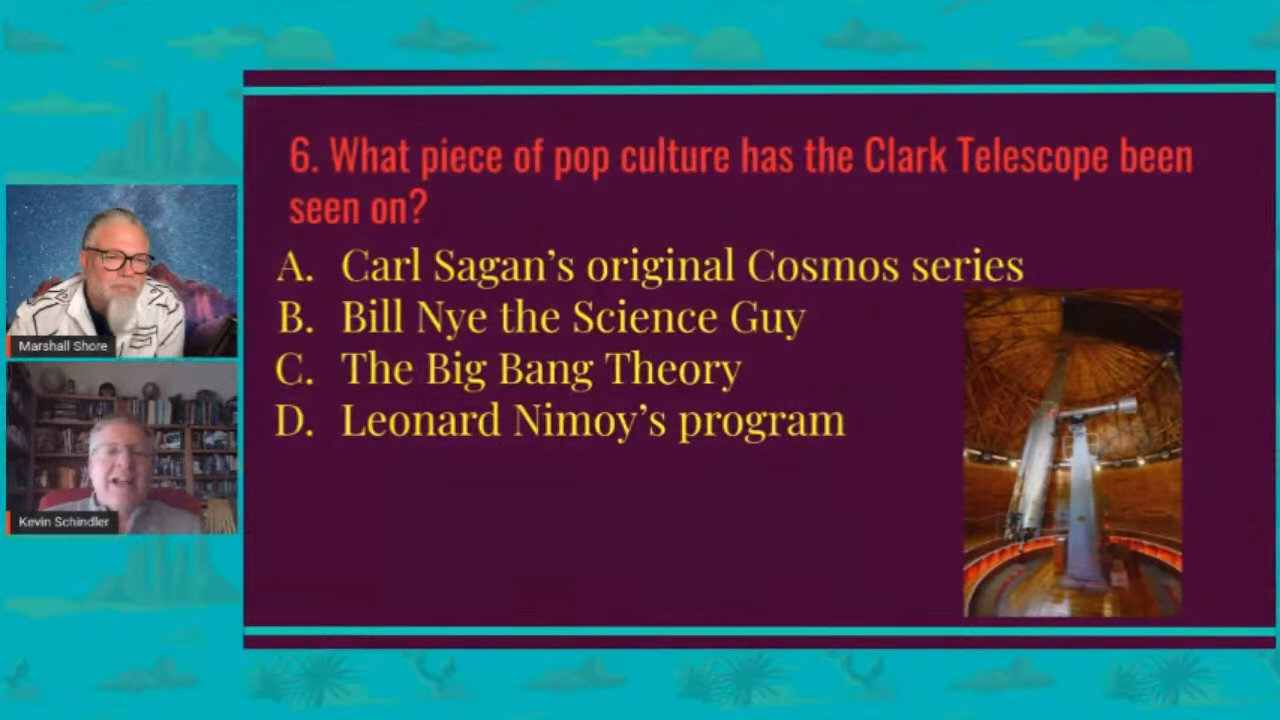 6. What piece of pop culture has the Clark Telescope been
seen on?
A. Carl Sagan's original Cosmos series
B. Bill Nye the Science Guy
C. The Big Bang Theory
D. Leonard Nimoy's program
Marshall Shore
Kevin Schindler